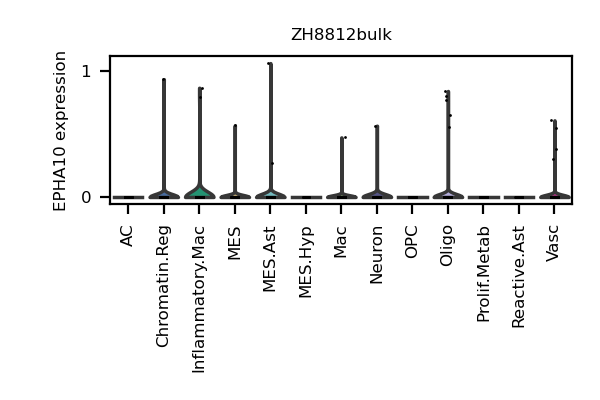 ZH8812bulk
EPHA10 expression
1
0
AC
Chromatin.Reg
Inflammatory.Mac
MES
MES.Ast
MES.Hyp
Mac
Neuron
OPC
Oligo
Prolif.Metab
Reactive.Ast
Vasc